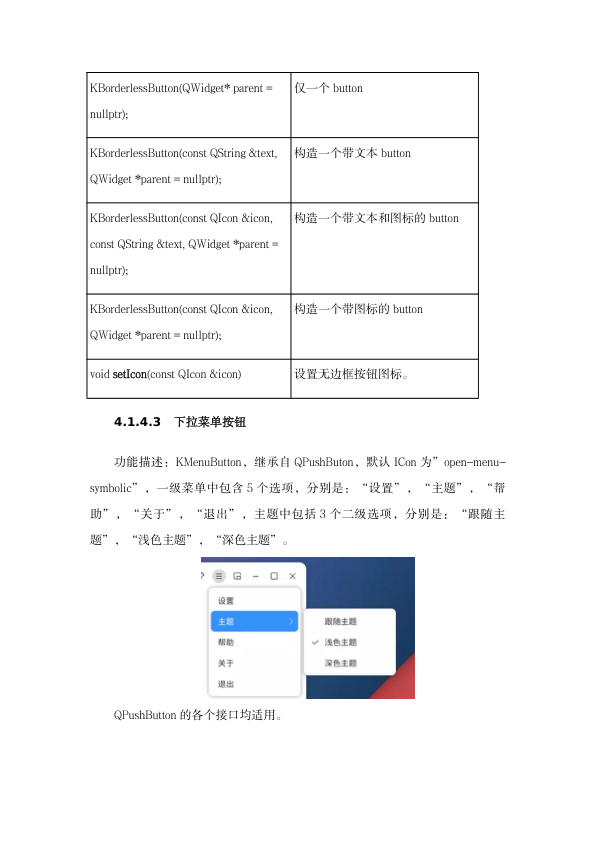 KBorderlessButton(QWidget* parent =
nullptr);
仅一个 button
KBorderlessButton(const QString &text,
QWidget *parent = nullptr);
构造一个带文本 button
KBorderlessButton(const QIcon &icon,
const QString &text, QWidget *parent =
nullptr);
构造一个带文本和图标的 button
KBorderlessButton(const QIcon &icon,
QWidget *parent = nullptr);
构造一个带图标的 button
void setIcon(const QIcon &icon)
设置无边框按钮图标。
4.1.4.3 下拉菜单按钮
功能描述：KMenuButton，继承自 QPushButon，默认 ICon 为”open-menu-
symbolic”，一级菜单中包含 5 个选项，分别是：“设置”，“主题”，“帮
助”，“关于”，“退出”，主题中包括 3 个二级选项，分别是：“跟随主
题”，“浅色主题”，“深色主题”。
设置
主题
帮助
关于
退出
跟随主题
浅色主题
深色主题
QPushButton 的各个接口均适用。